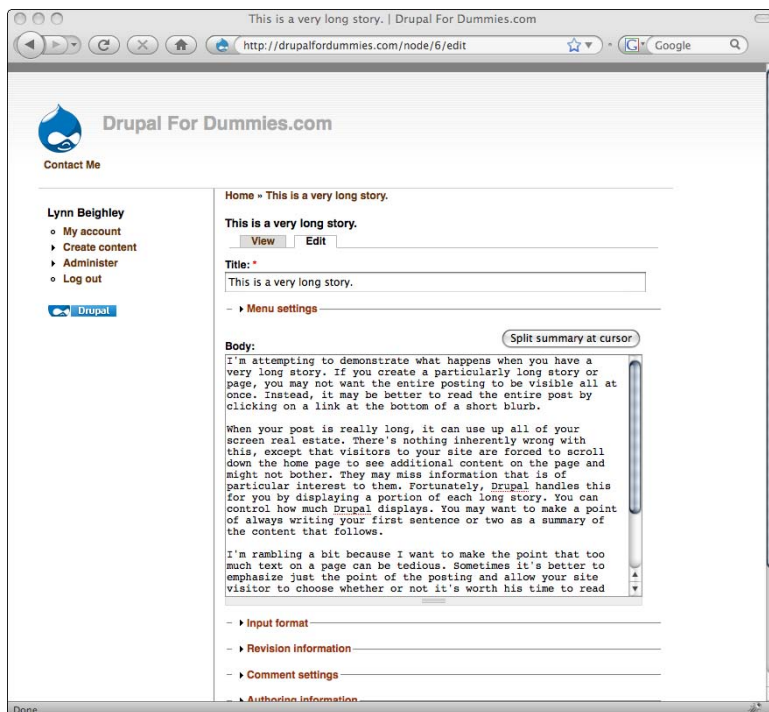 This is a very long story. | Drupal For Dummies.com
http://drupalfordummies.com/node/6/edit
G
Google
Drupal For Dummies.com
Contact Me
Lynn Beighley
My account
Create content
Administer
Log out
Drupal
Home » This is a very long story.
This is a very long story.
View
Edit
Title: *
This is a very long story.
Menu settings
Split summary at cursor
Body:
I'm attempting to demonstrate what happens when you have a
very long story. If you create a particularly long story or
page, you may not want the entire posting to be visible all at
once. Instead, it may be better to read the entire post by
clicking on a link at the bottom of a short blurb.
When your post is really long, it can use up all of your
screen real estate. There's nothing inherently wrong with
this, except that visitors to your site are forced to scroll
down the home page to see additional content on the page and
might not bother. They may miss information that is of
particular interest to them. Fortunately, Drupal handles this
for you by displaying a portion of each long story. You can
control how much Drupal displays. You may want to make a point
of always writing your first sentence or two as a summary of
the content that follows.
I'm rambling a bit because I want to make the point that too
much text on a page can be tedious. Sometimes it's better to
emphasize just the point of the posting and allow your site
visitor to choose whether or not it's worth his time to read
Input format
Revision information
Comment settings
Authoring information
Done